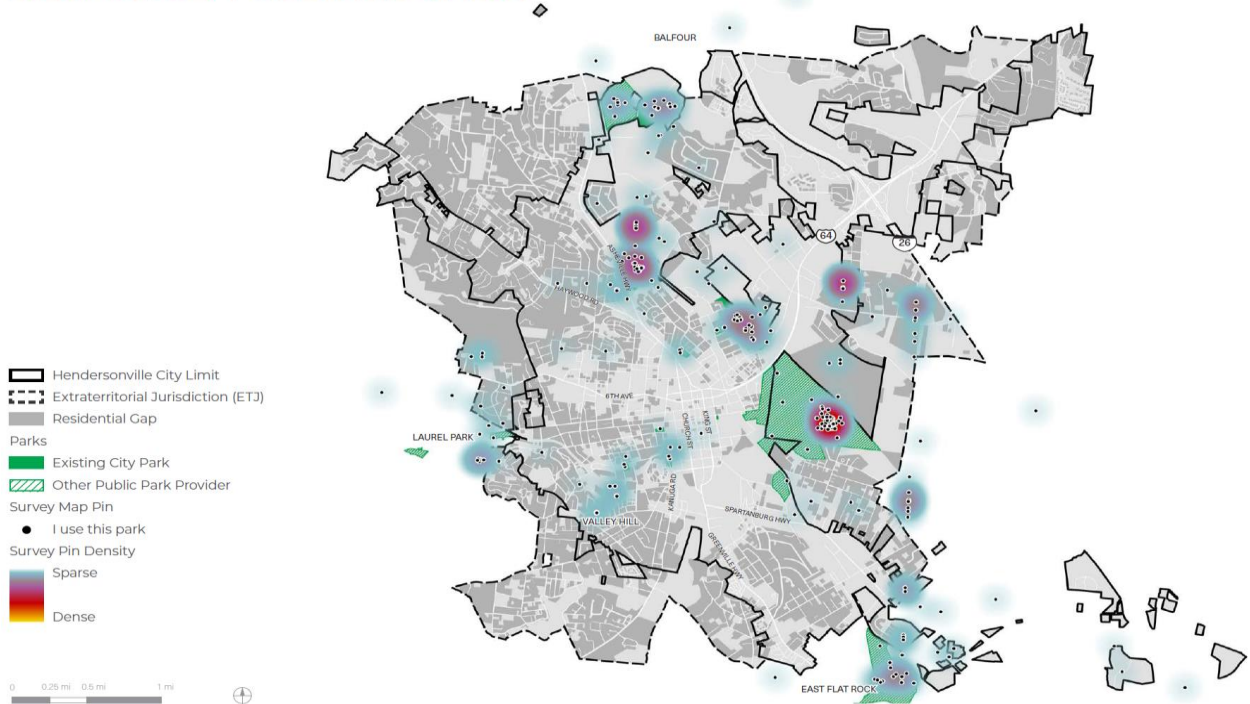 BALFOUR
64
26
ASHEVILLE HWY
HAYWOOD RD
6TH AVE
CHURCH ST
KING ST
LAUREL PARK
KANUGA RD
VALLEY HILL
SPARTANBURG HWY
GREENVILLE HWY
EAST FLAT ROCK
Hendersonville City Limit
Extraterritorial Jurisdiction (ETJ)
Residential Gap
Parks
Existing City Park
Other Public Park Provider
Survey Map Pin
I use this park
Survey Pin Density
Sparse
Dense
0 0.25 mi 0.5 mi 1 mi